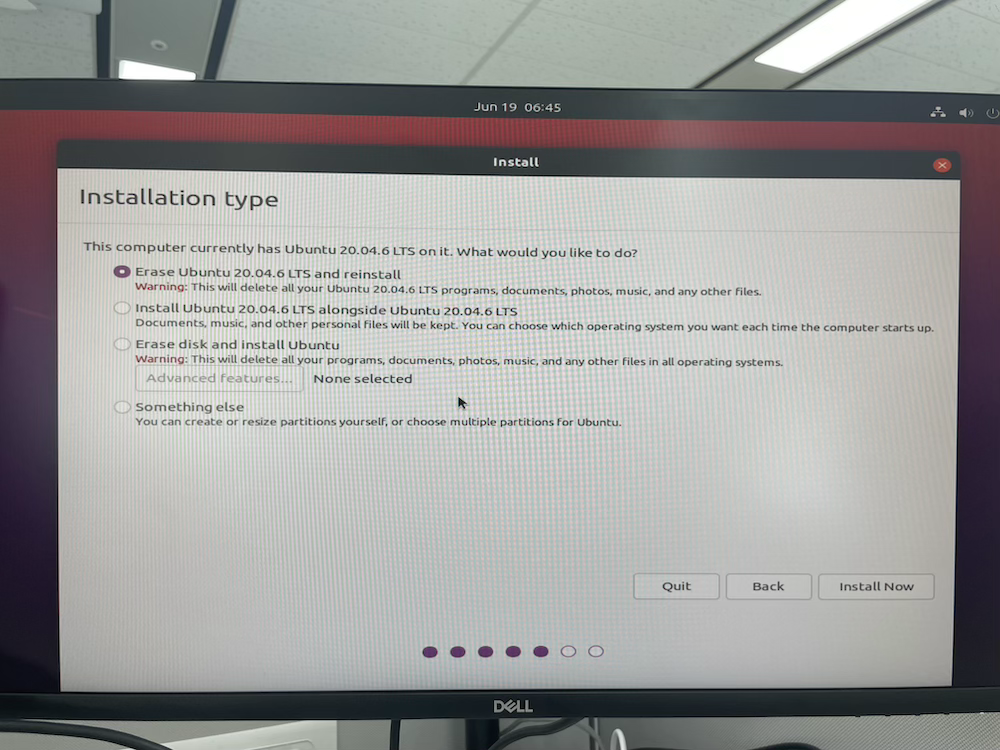 Jun 19 06:45
Install
Installation type
This computer currently has Ubuntu 20.04.6 LTS on it. What would you like to do?
Erase Ubuntu 20.04.6 LTS and reinstall
Warning: This will delete all your Ubuntu 20.04.6 LTS programs, documents, photos, music, and any other files.
Install Ubuntu 20.04.6 LTS alongside Ubuntu 20.04.6 LTS
Documents, music, and other personal files will be kept. You can choose which operating system you want each time the computer starts up.
Erase disk and install Ubuntu
Warning: This will delete all your programs, documents, photos, music, and any other files in all operating systems.
Advanced features... None selected
Something else
You can create or resize partitions yourself, or choose multiple partitions for Ubuntu.
Quit Back Install Now
DELL